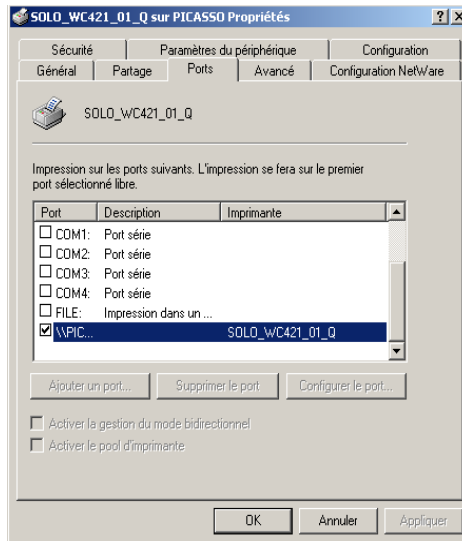 SOLO_WC421_01_Q sur PICASSO Propriétés
Sécurité Paramètres du périphérique Configuration
Général Partage Ports Avancé Configuration NetWare
SOLO_WC421_01_Q
Impression sur les ports suivants. L'impression se fera sur le premier
port sélectionné libre.
Port Description Imprimante
COM1: Port série
COM2: Port série
COM3: Port série
COM4: Port série
FILE: Impression dans un ...
\\PIC... SOLO_WC421_01_Q
Ajouter un port... Supprimer le port Configurer le port...
Activer la gestion du mode bidirectionnel
Activer le pool d'imprimante
OK Annuler Appliquer